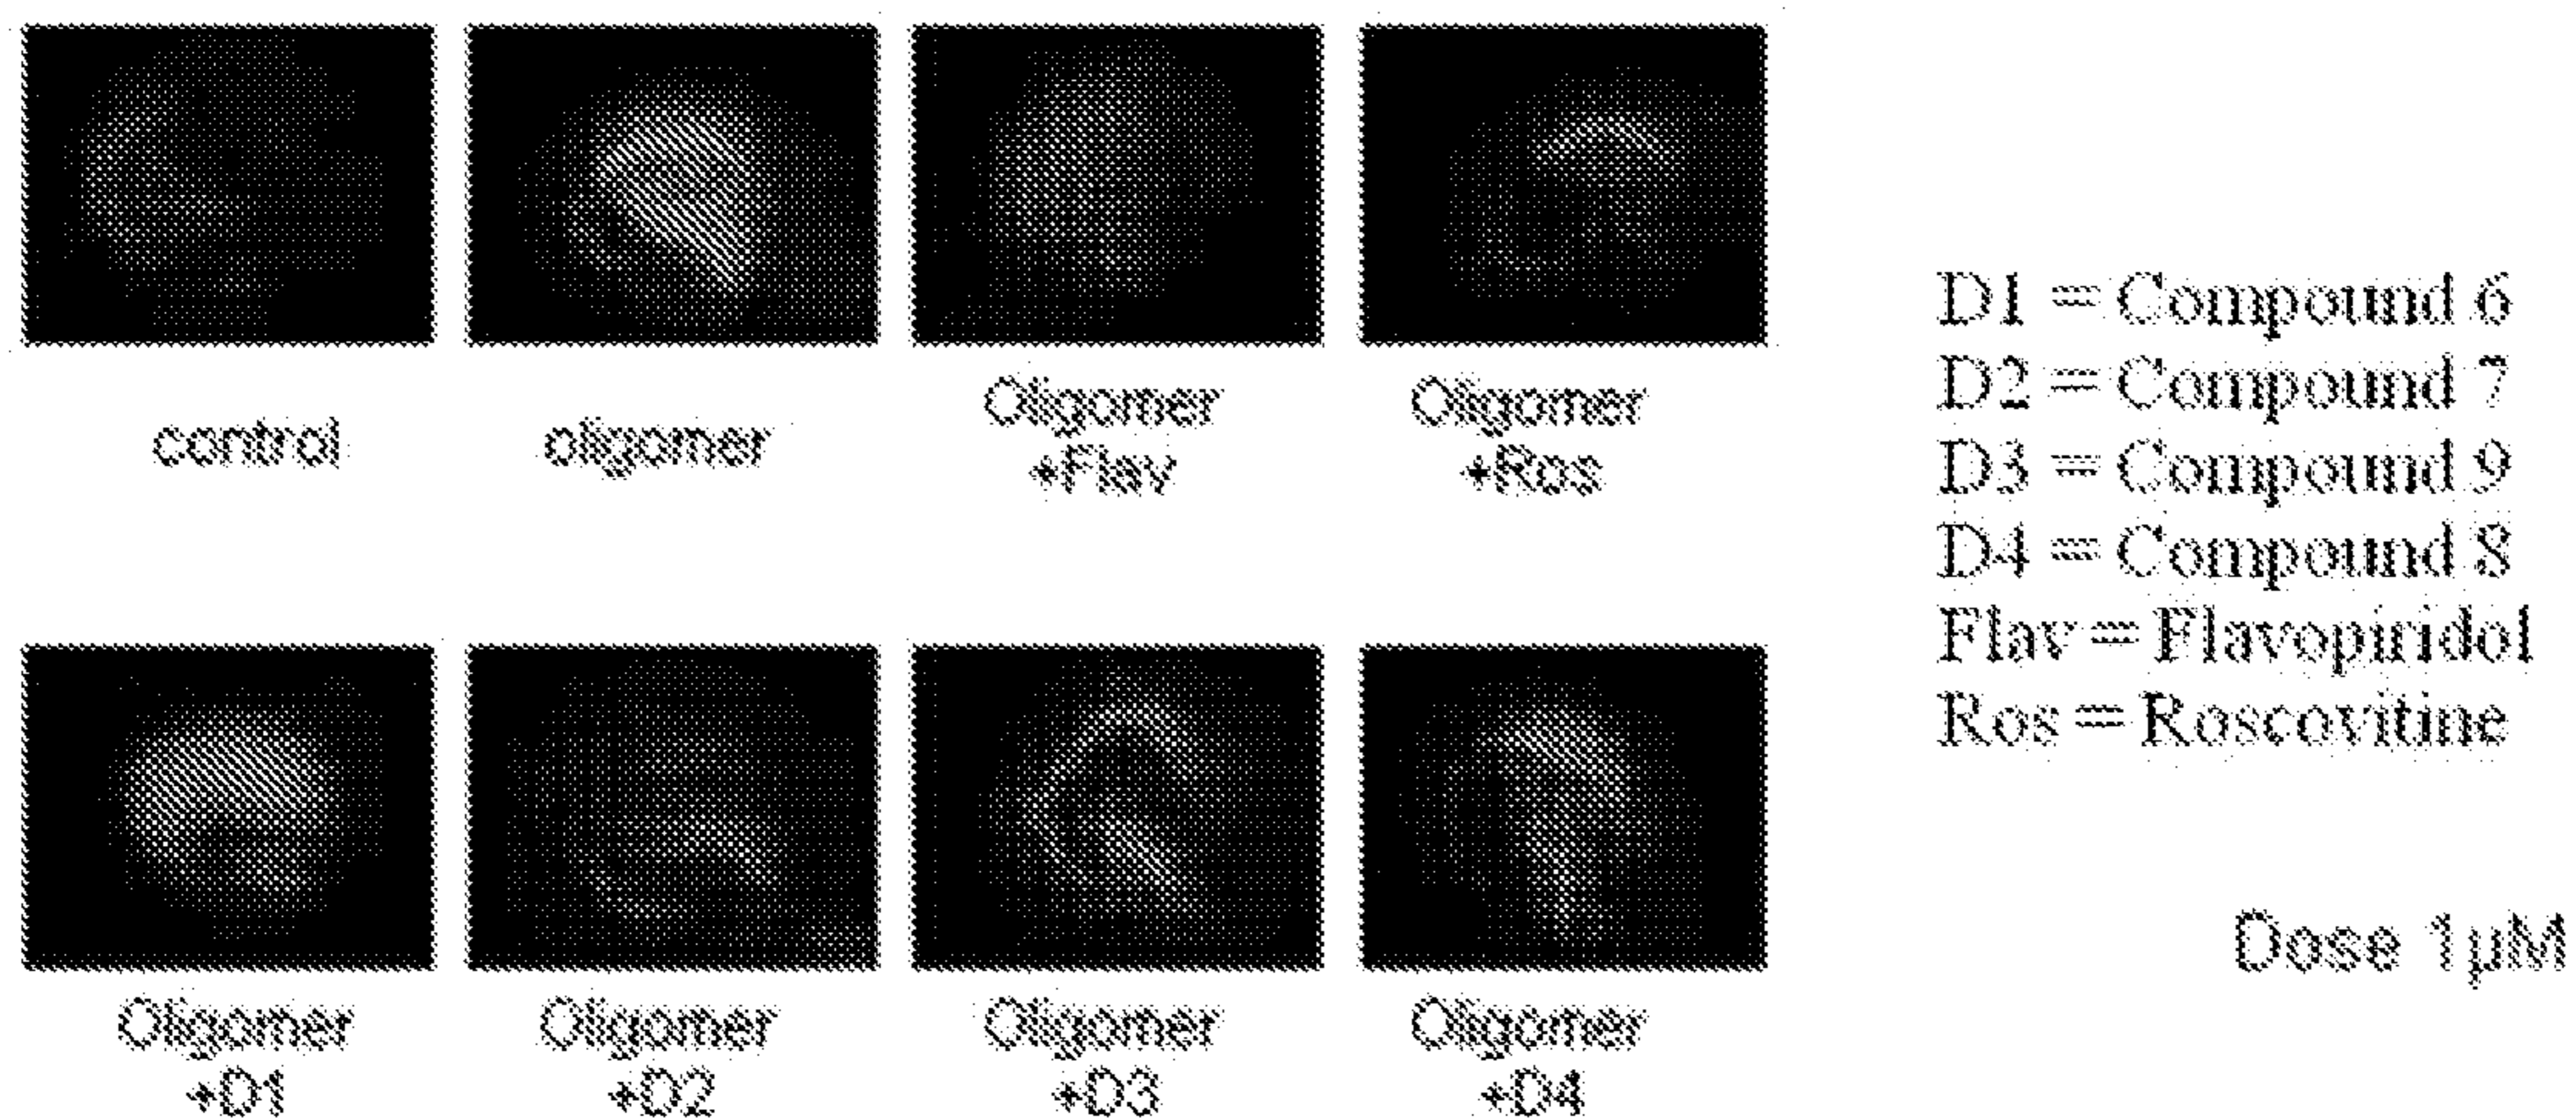 control
oligomer
Oligomer
+Flav
Oligomer
+Ros
D1 = Compound 6
D2 = Compound 7
D3 = Compound 9
D4 = Compound 8
Flav = Flavopiridol
Ros = Roscovitine
Oligomer
+D1
Oligomer
+D2
Oligomer
+D3
Oligomer
+D4
Dose 1µM